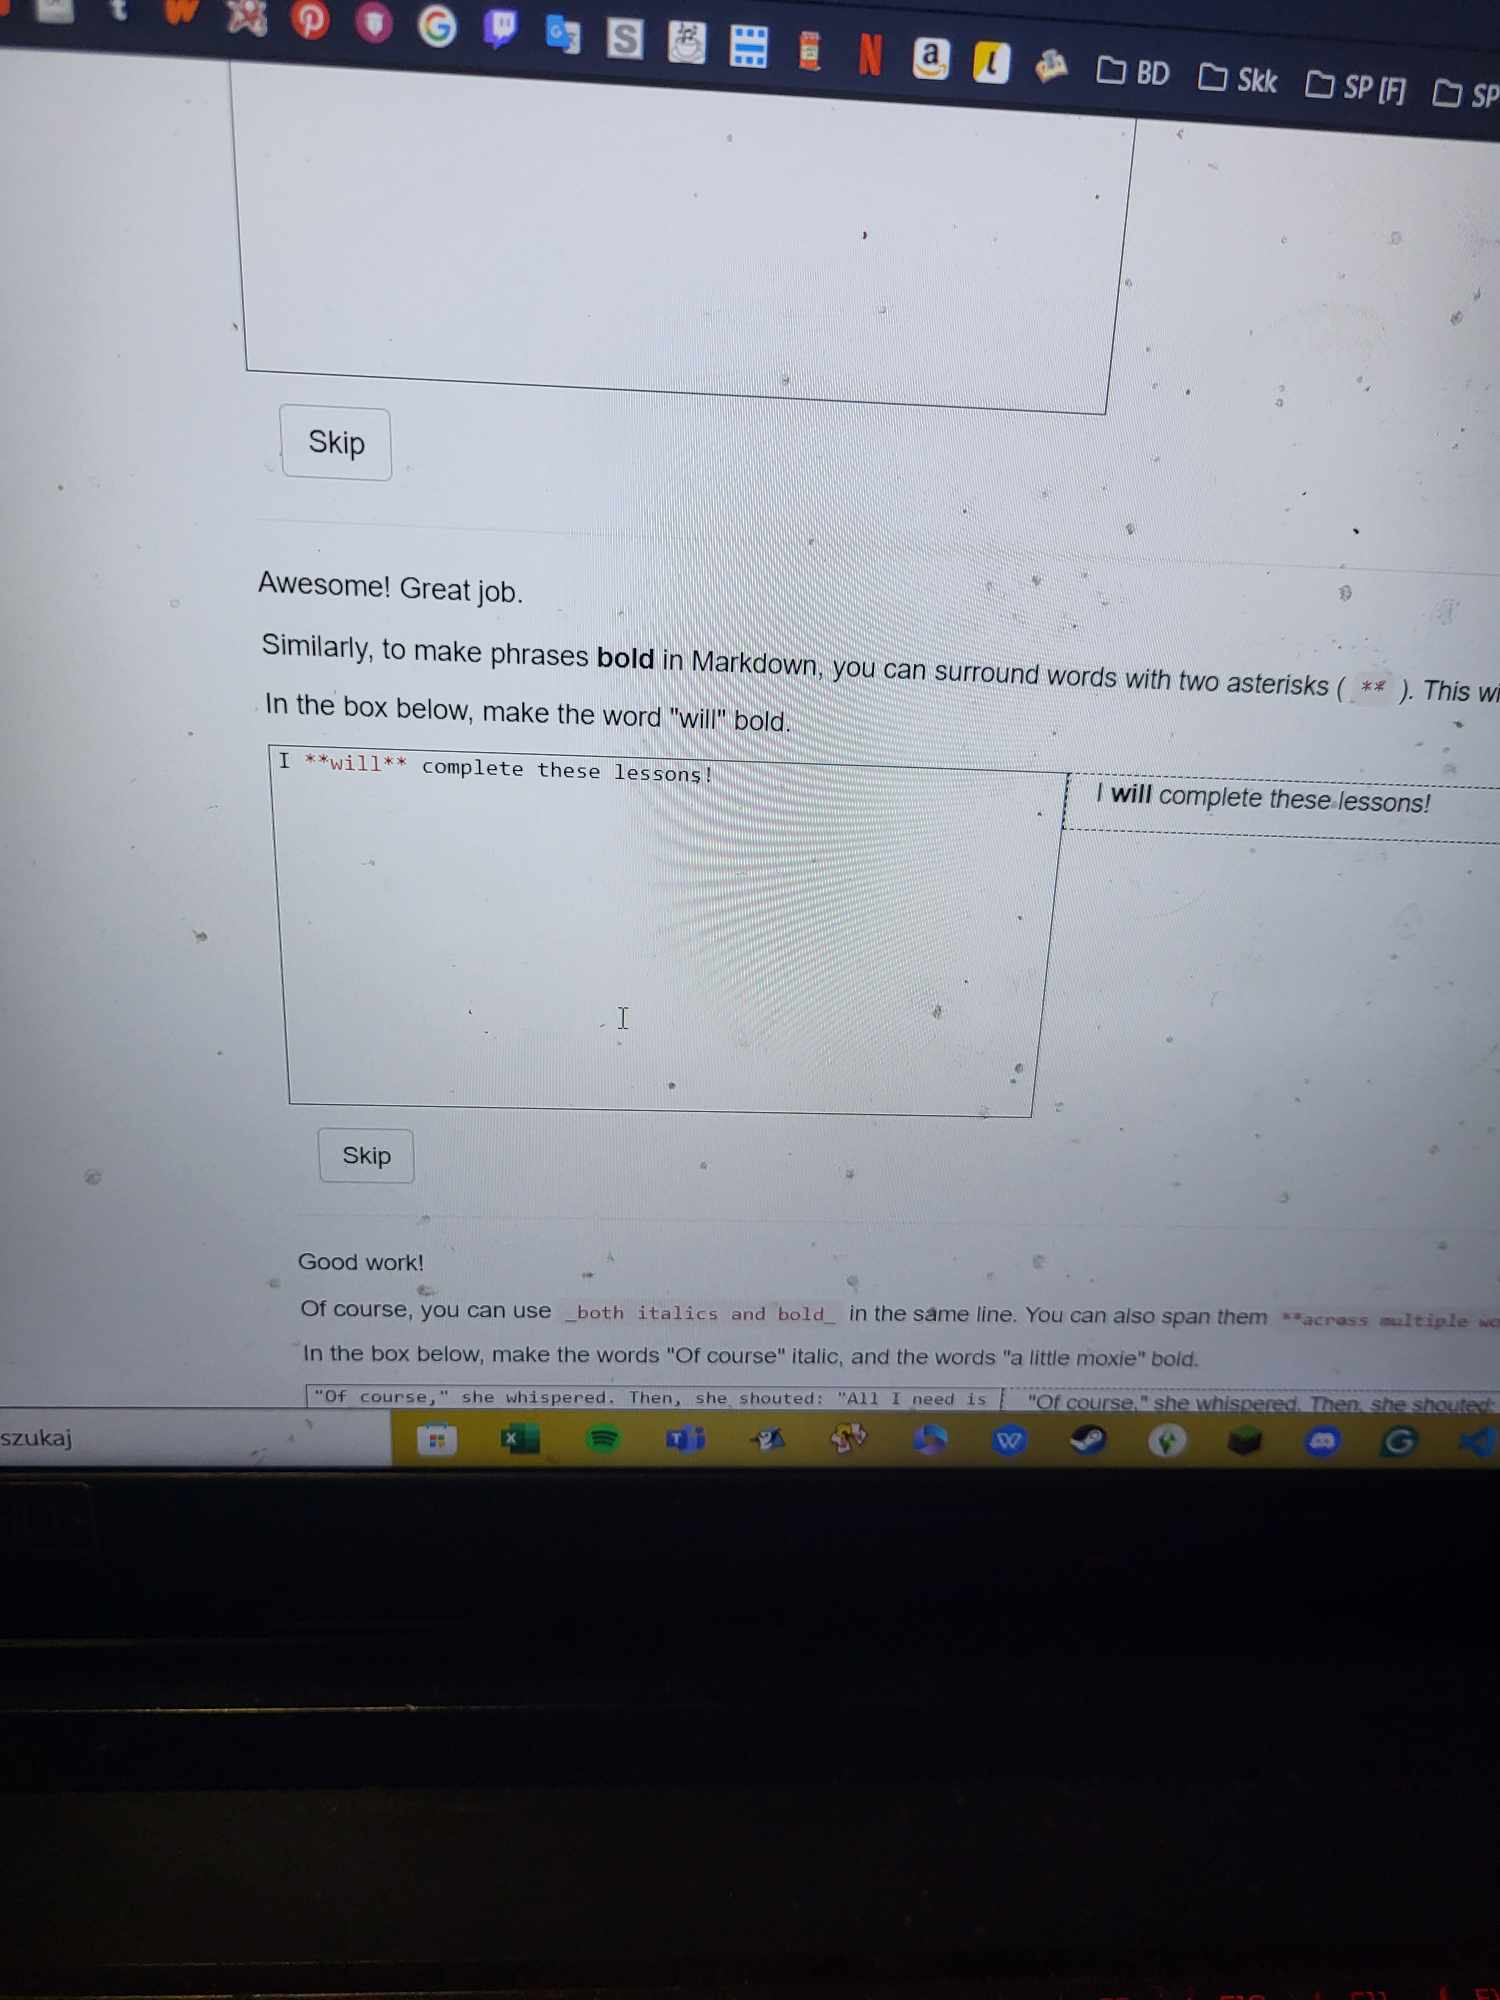 BD Skk SP [F] SP
Skip
Awesome! Great job.
Similarly, to make phrases bold in Markdown, you can surround words with two asterisks ( ** ). This wi
In the box below, make the word "will" bold.
I **will** complete these lessons!
I will complete these lessons!
Skip
Good work!
Of course, you can use _both italics and bold_ in the same line. You can also span them **across multiple wo
In the box below, make the words "Of course" italic, and the words "a little moxie" bold.
"Of course," she whispered. Then, she shouted: "All I need is
"Of course," she whispered. Then, she shouted:
szukaj